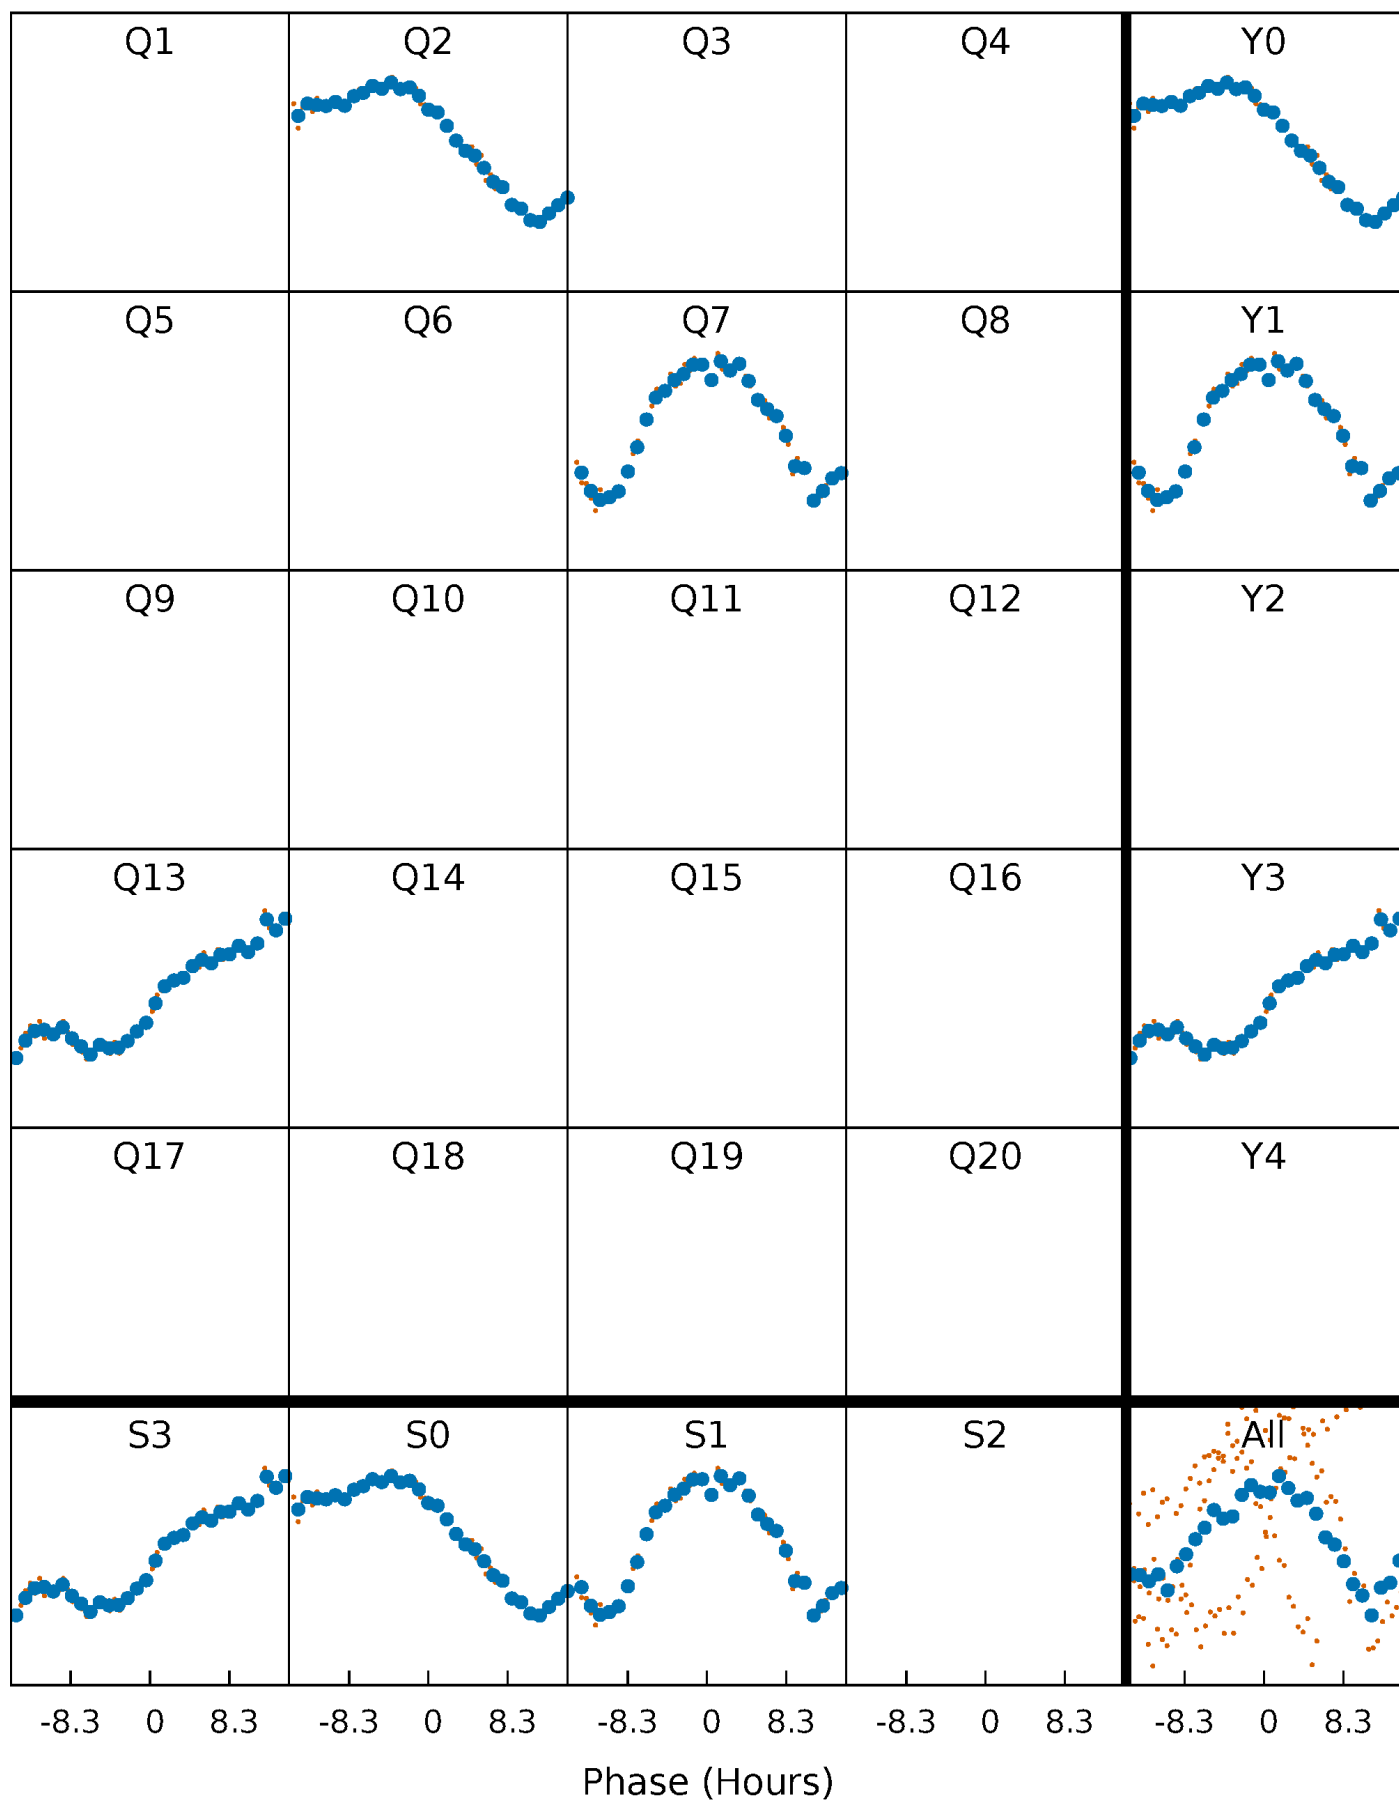 Q1 Q2 Q3 Q4 Y0
Q5 Q6 Q7 Q8 Y1
Q9 Q10 Q11 Q12 Y2
Q13 Q14 Q15 Q16 Y3
Q17 Q18 Q19 Q20 Y4
S3 S0 S1 S2 All
-8.3 0 8.3 -8.3 0 8.3 -8.3 0 8.3 -8.3 0 8.3 -8.3 0 8.3
Phase (Hours)